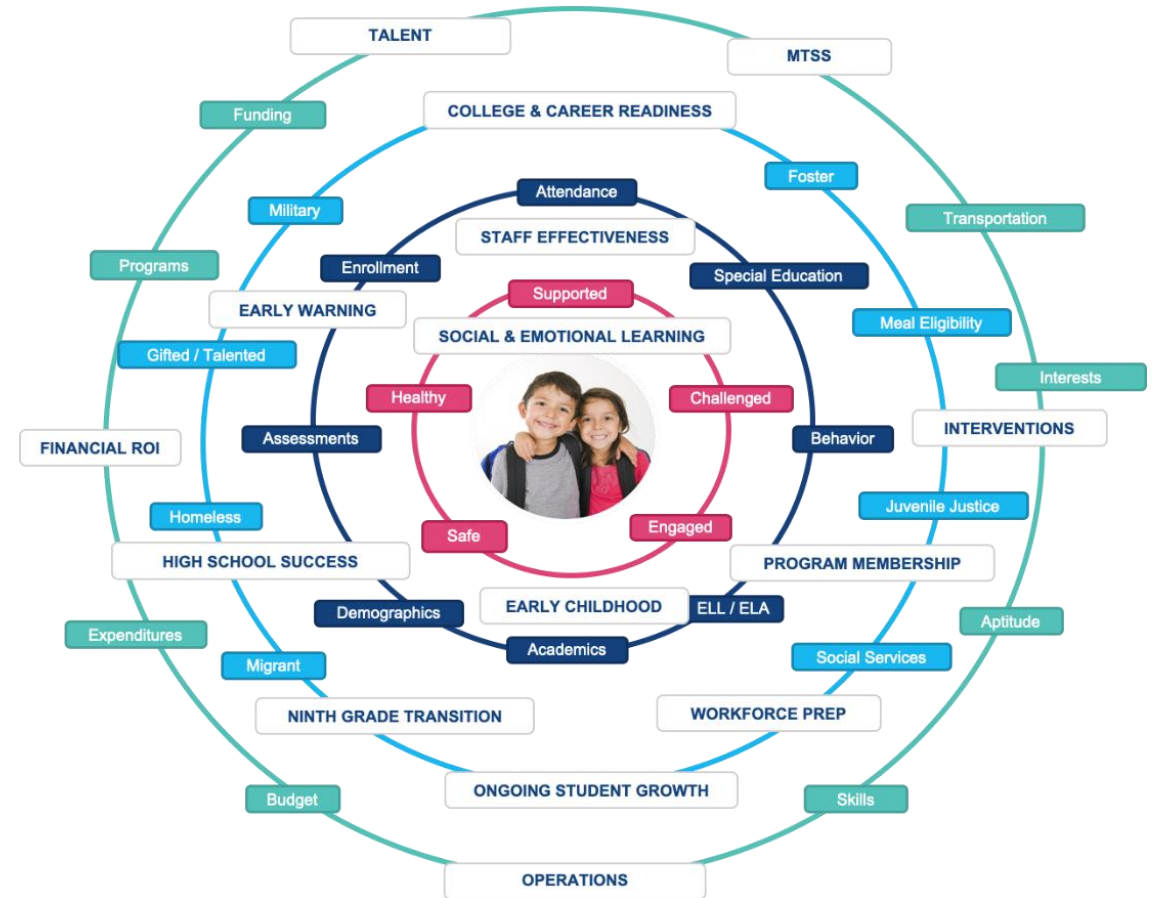 TALENT
MTSS
COLLEGE & CAREER READINESS
Funding
Foster
Attendance
Military
Transportation
STAFF EFFECTIVENESS
Programs
Enrollment
Special Education
Supported
EARLY WARNING
Meal Eligibility
SOCIAL & EMOTIONAL LEARNING
Gifted / Talented
Interests
Healthy
Challenged
INTERVENTIONS
Assessments
Behavior
FINANCIAL ROI
Juvenile Justice
Homeless
Engaged
Safe
HIGH SCHOOL SUCCESS
PROGRAM MEMBERSHIP
EARLY CHILDHOOD
ELL / ELA
Demographics
Aptitude
Expenditures
Academics
Social Services
Migrant
WORKFORCE PREP
NINTH GRADE TRANSITION
ONGOING STUDENT GROWTH
Budget
Skills
OPERATIONS